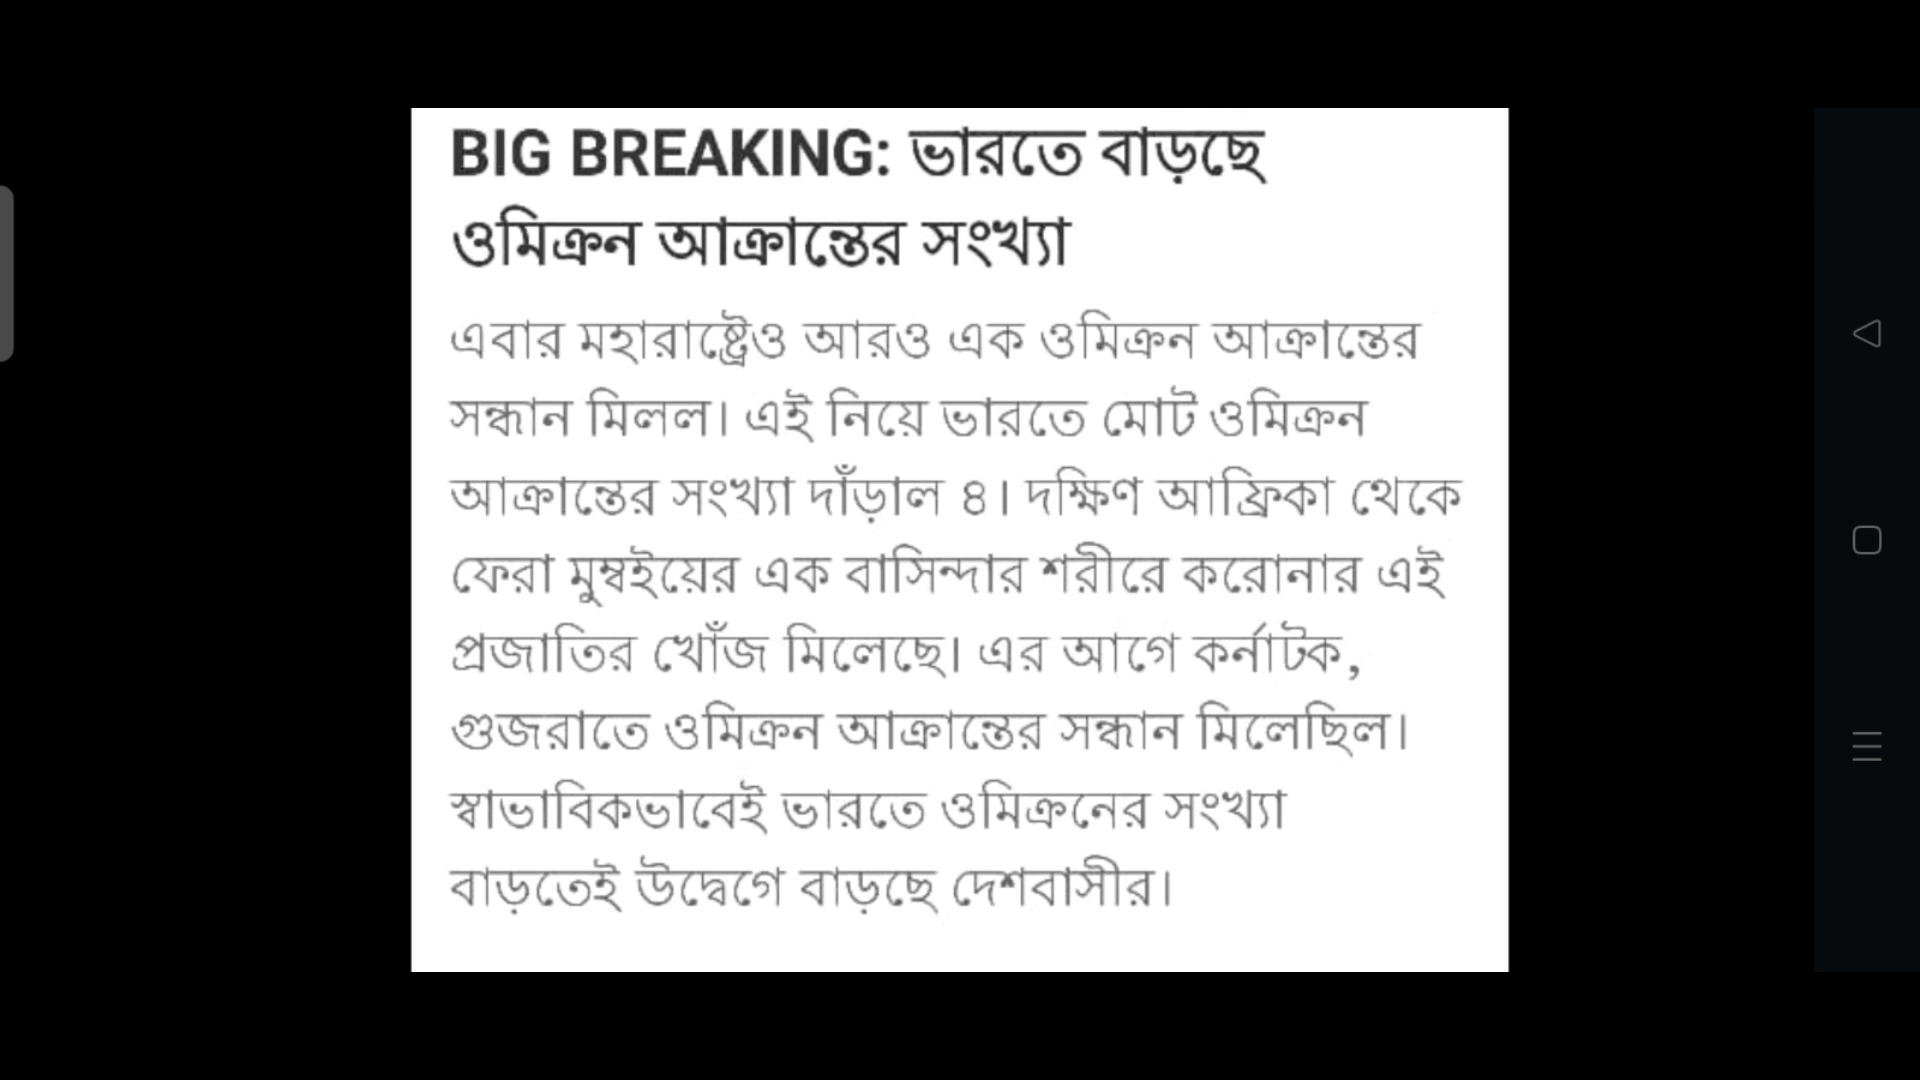 BIG BREAKING: ভারতে বাড়ছে
ওমিক্রন আক্রান্তের সংখ্যা
এবার মহারাষ্ট্রেও আরও এক ওমিক্রন আক্রান্তের
সন্ধান মিলল। এই নিয়ে ভারতে মোট ওমিক্রন
আক্রান্তের সংখ্যা দাঁড়াল ৪। দক্ষিণ আফ্রিকা থেকে
ফেরা মুম্বইয়ের এক বাসিন্দার শরীরে করোনার এই
প্রজাতির খোঁজ মিলেছে। এর আগে কর্নাটক,
গুজরাতে ওমিক্রন আক্রান্তের সন্ধান মিলেছিল।
স্বাভাবিকভাবেই ভারতে ওমিক্রনের সংখ্যা
বাড়তেই উদ্বেগে বাড়ছে দেশবাসীর।